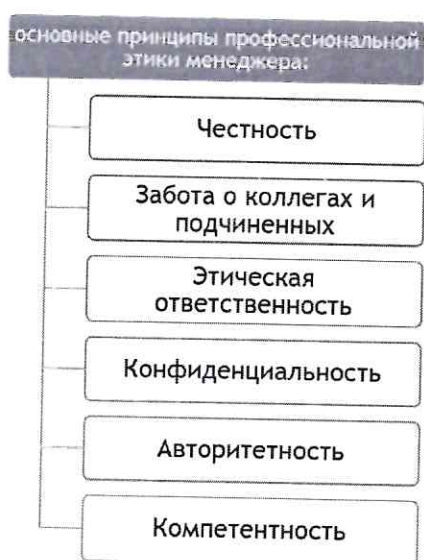 основные принципы профессиональной
этики менеджера:
Честность
Забота о коллегах и
подчиненных
Этическая
ответственность
Конфиденциальность
Авторитетность
Компетентность